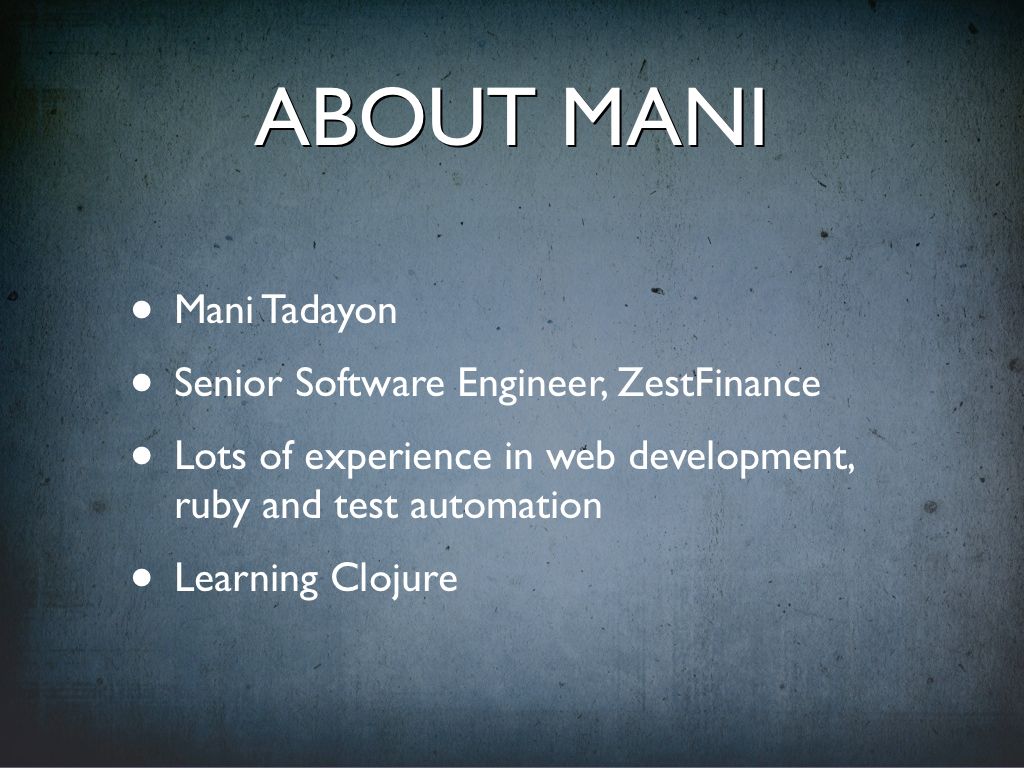 ABOUT MANI
• Mani Tadayon
• Senior Software Engineer, ZestFinance
• Lots of experience in web development,
ruby and test automation
• Learning Clojure